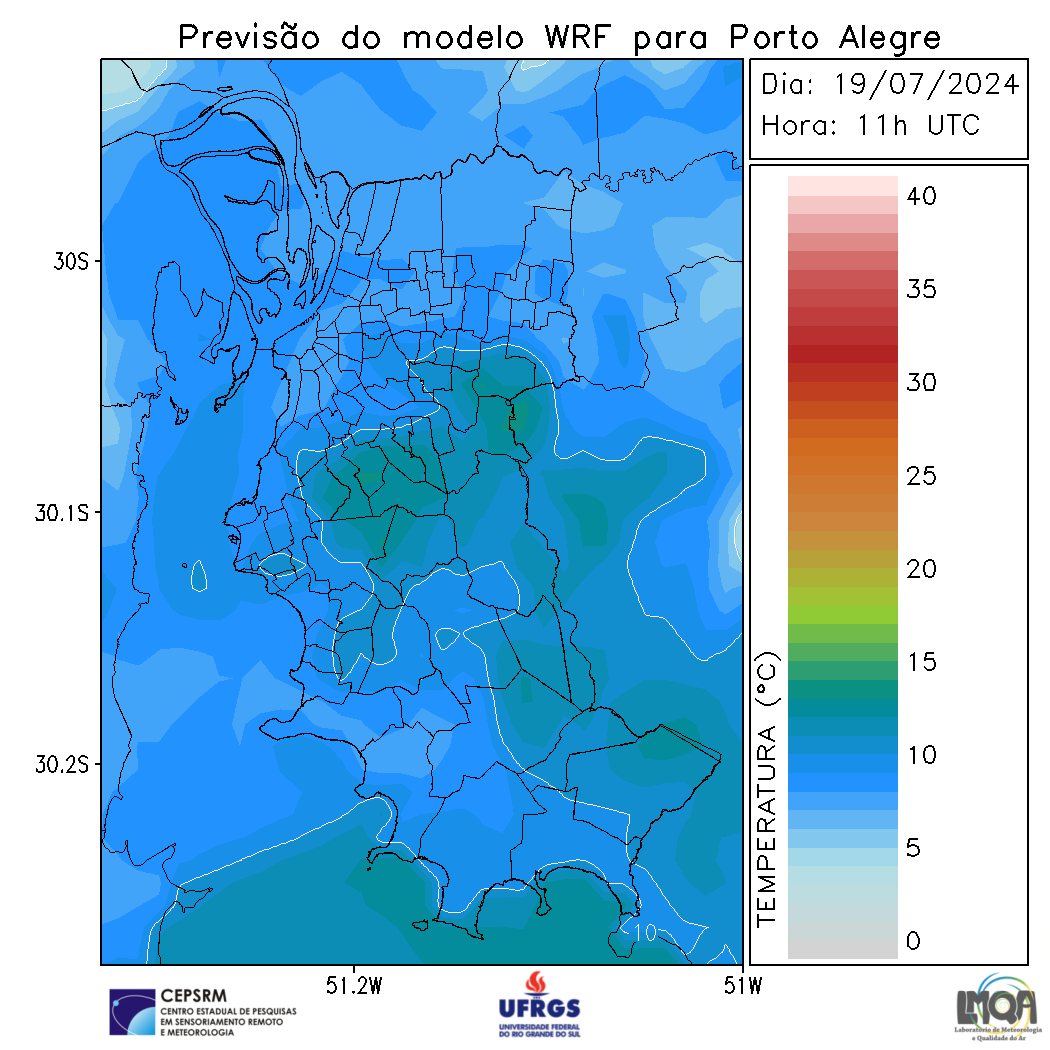 Previsão do modelo WRF para Porto Alegre
Dia: 19/07/2024
Hora: 11h UTC
40
35
30
25
20
15
10
5
0
TEMPERATURA (°C)
30S
30.1S
30.2S
51.2W
51W
10
CEPSRM
CENTRO ESTADUAL DE PESQUISAS
EM SENSORIAMENTO REMOTO
E METEOROLOGIA
UFRGS
UNIVERSIDADE FEDERAL
DO RIO GRANDE DO SUL
LMQA
Laboratório de Meteorologia
e Qualidade do Ar